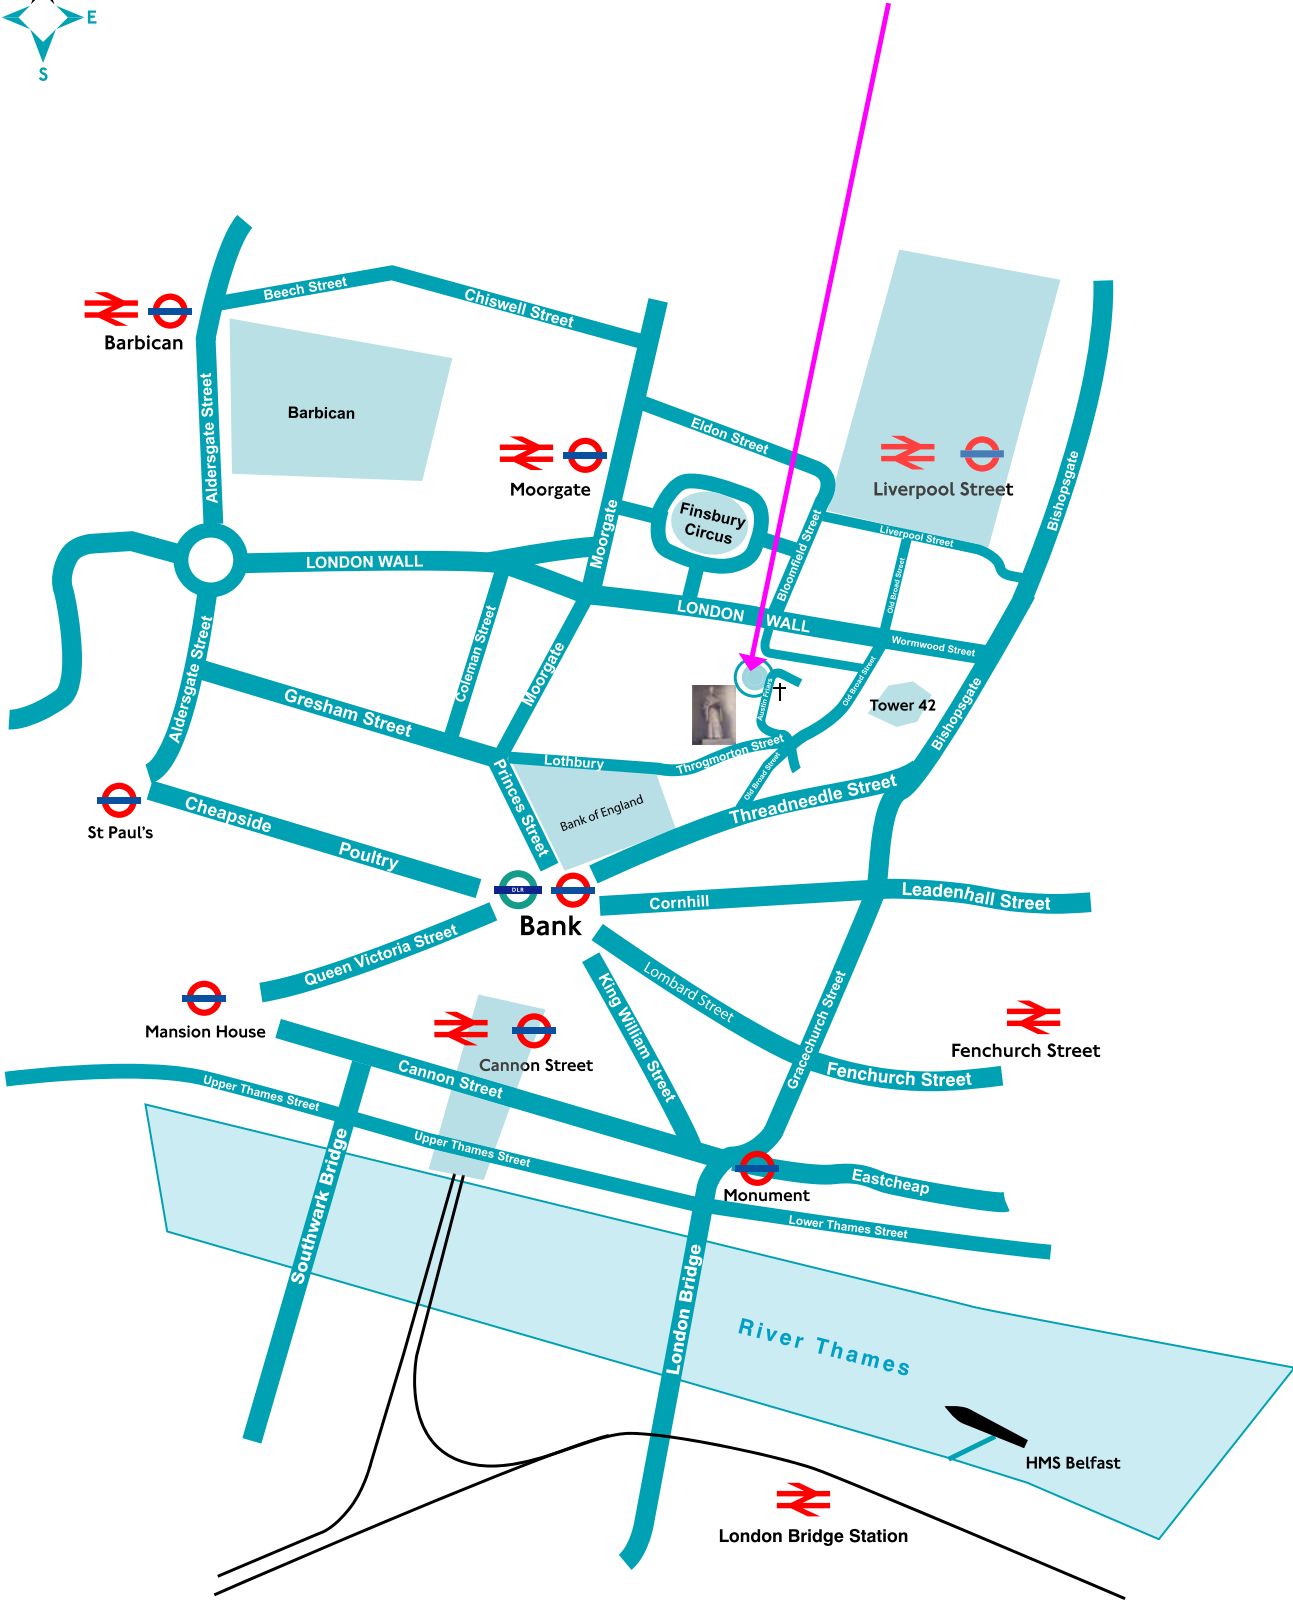 E
S
Beech Street
Chiswell Street
Barbican
Aldersgate Street
Barbican
Moorgate
Moorgate
Eldon Street
Finsbury
Circus
Liverpool Street
Liverpool Street
Bishopsgate
Bloomfield Street
Old Broad Street
LONDON WALL
LONDON WALL
Wormwood Street
Aldersgate Street
Coleman Street
Moorgate
Gresham Street
Austin Friars
Old Broad Street
Tower 42
Bishopsgate
Lothbury
Throgmorton Street
Old Broad Street
Princes Street
Bank of England
Threadneedle Street
St Paul's
Cheapside
Poultry
DLR
Bank
Cornhill
Leadenhall Street
Queen Victoria Street
Lombard Street
King William Street
Gracechurch Street
Mansion House
Cannon Street
Cannon Street
Fenchurch Street
Fenchurch Street
Upper Thames Street
Upper Thames Street
Southwark Bridge
Monument
Eastcheap
Lower Thames Street
London Bridge
River Thames
HMS Belfast
London Bridge Station